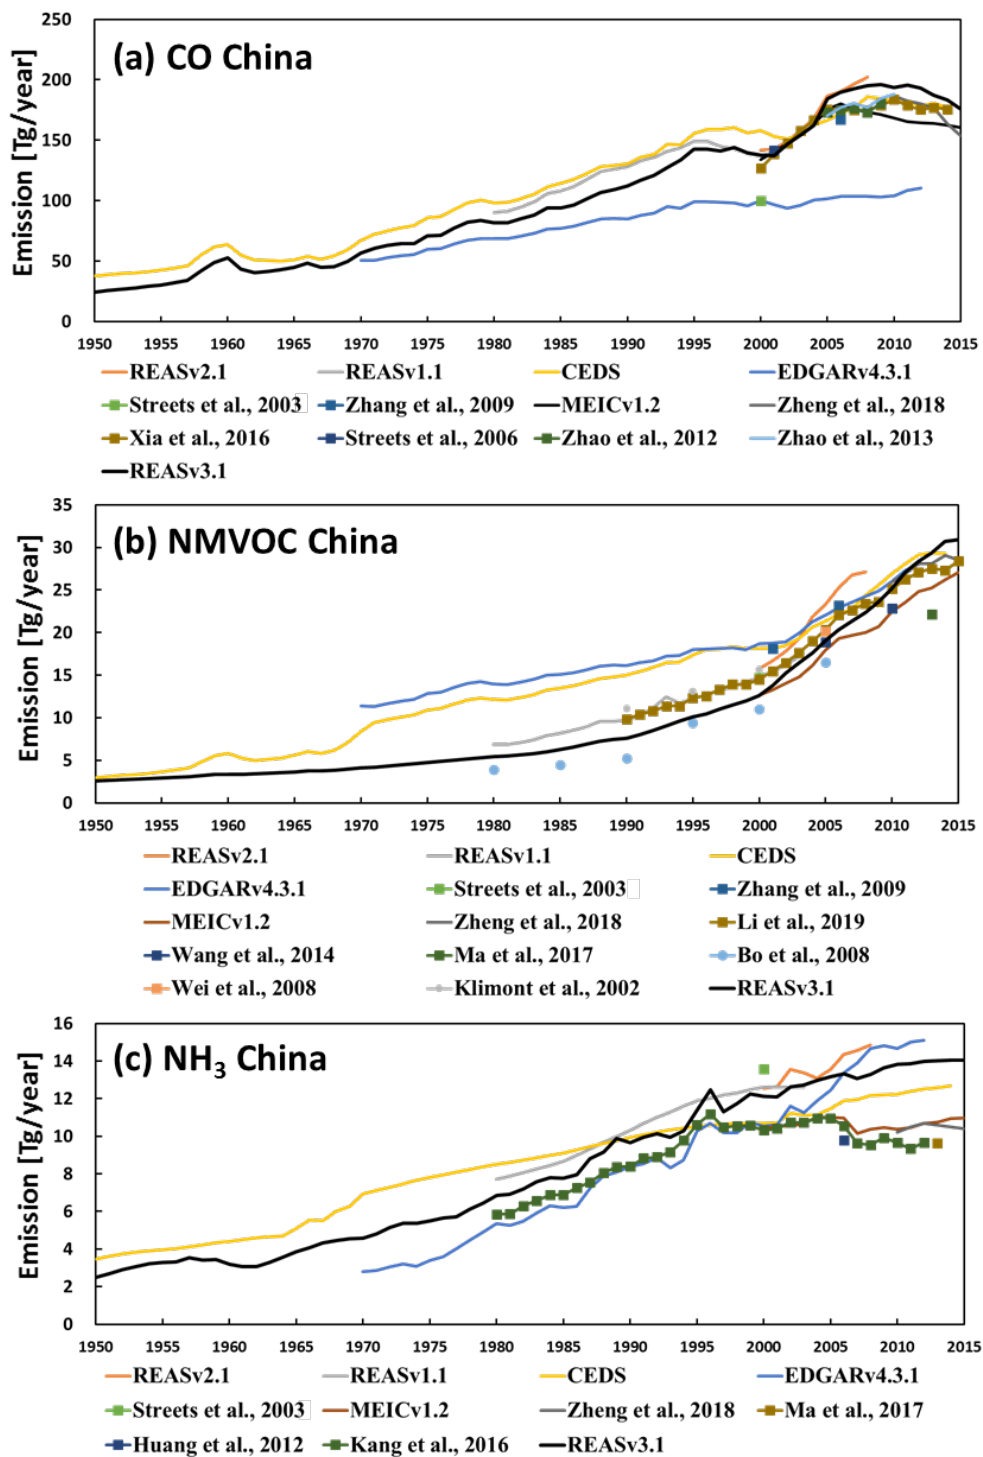 (a) CO China
Emission [Tg/year]
250
200
150
100
50
0
1950 1955 1960 1965 1970 1975 1980 1985 1990 1995 2000 2005 2010 2015
REASv2.1 REASv1.1 CEDS EDGARv4.3.1
Streets et al., 2003 Zhang et al., 2009 MEICv1.2 Zheng et al., 2018
Xia et al., 2016 Streets et al., 2006 Zhao et al., 2012 Zhao et al., 2013
REASv3.1
(b) NMVOC China
Emission [Tg/year]
35
30
25
20
15
10
5
0
1950 1955 1960 1965 1970 1975 1980 1985 1990 1995 2000 2005 2010 2015
REASv2.1 REASv1.1 CEDS
EDGARv4.3.1 Streets et al., 2003 Zhang et al., 2009
MEICv1.2 Zheng et al., 2018 Li et al., 2019
Wang et al., 2014 Ma et al., 2017 Bo et al., 2008
Wei et al., 2008 Klimont et al., 2002 REASv3.1
(c) NH3 China
Emission [Tg/year]
16
14
12
10
8
6
4
2
0
1950 1955 1960 1965 1970 1975 1980 1985 1990 1995 2000 2005 2010 2015
REASv2.1 REASv1.1 CEDS EDGARv4.3.1
Streets et al., 2003 MEICv1.2 Zheng et al., 2018 Ma et al., 2017
Huang et al., 2012 Kang et al., 2016 REASv3.1